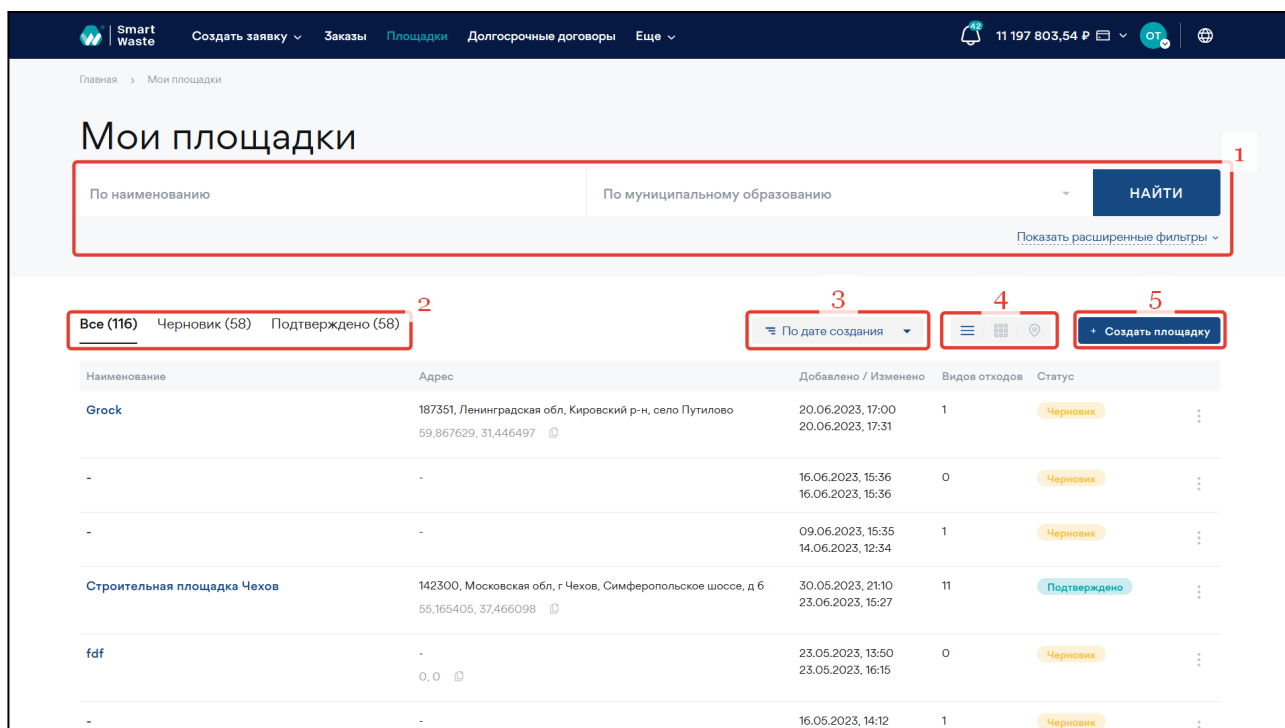 Smart
Waste
Создать заявку Заказы Площадки Долгосрочные договоры Еще 42 11 197 803,54 ₽ ОТ
Главная > Мои площадки
Мои площадки
1
По наименованию По муниципальному образованию НАЙТИ
Показать расширенные фильтры
2 3 4 5
Все (116) Черновик (58) Подтверждено (58) По дате создания + Создать площадку
Наименование Адрес Добавлено / Изменено Видов отходов Статус
Grock 187351, Ленинградская обл, Кировский р-н, село Путилово 20.06.2023, 17:00 1 Черновик
59,867629, 31,446497 20.06.2023, 17:31
- - 16.06.2023, 15:36 0 Черновик
16.06.2023, 15:36
- - 09.06.2023, 15:35 1 Черновик
14.06.2023, 12:34
Строительная площадка Чехов 142300, Московская обл, г Чехов, Симферопольское шоссе, д 6 30.05.2023, 21:10 11 Подтверждено
55,165405, 37,466098 23.06.2023, 15:27
fdf - 23.05.2023, 13:50 0 Черновик
0, 0 23.05.2023, 16:15
- - 16.05.2023, 14:12 1 Черновик